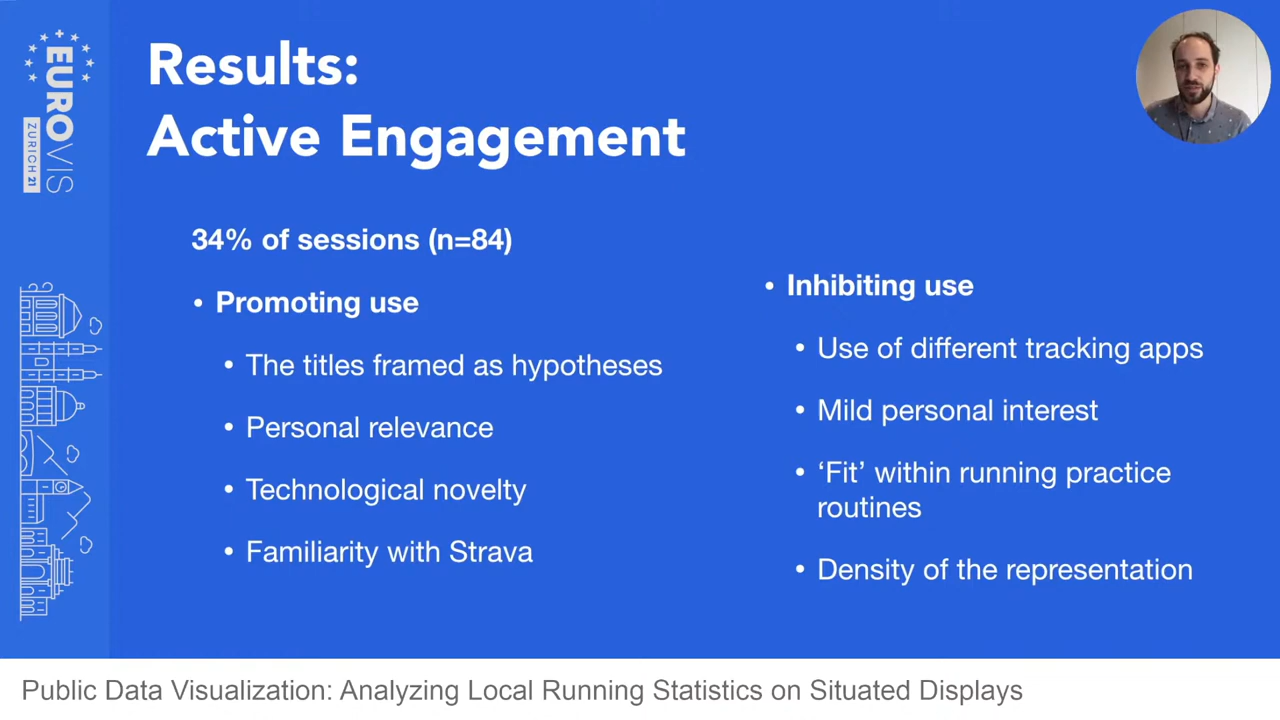 EUROVIS
ZURICH 21
Results:
Active Engagement
34% of sessions (n=84)
• Promoting use
• The titles framed as hypotheses
• Personal relevance
• Technological novelty
• Familiarity with Strava
• Inhibiting use
• Use of different tracking apps
• Mild personal interest
• ‘Fit’ within running practice
routines
• Density of the representation
Public Data Visualization: Analyzing Local Running Statistics on Situated Displays